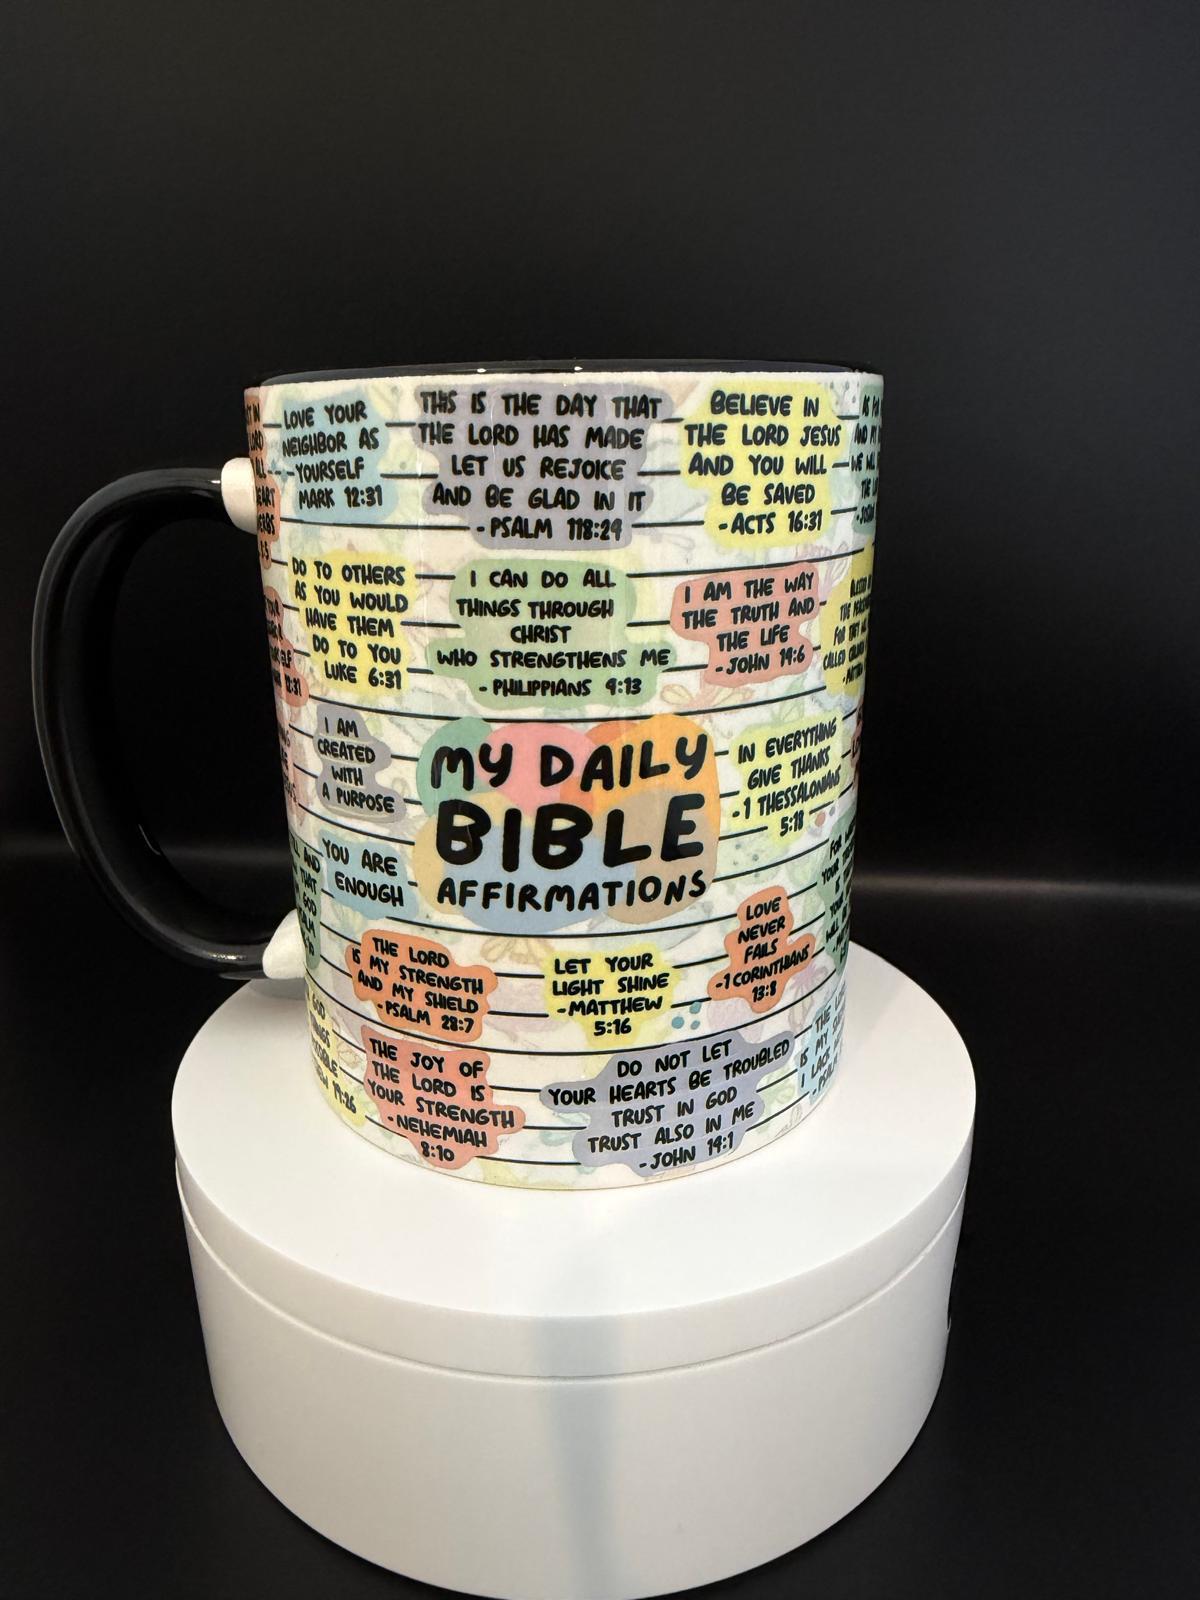 LOVE YOUR
NEIGHBOR AS
YOURSELF
MARK 12:31
THIS IS THE DAY THAT
THE LORD HAS MADE
LET US REJOICE
AND BE GLAD IN IT
- PSALM 118:24
BELIEVE IN
THE LORD JESUS
AND YOU WILL
BE SAVED
- ACTS 16:31
DO TO OTHERS
AS YOU WOULD
HAVE THEM
DO TO YOU
LUKE 6:31
I CAN DO ALL
THINGS THROUGH
CHRIST
WHO STRENGTHENS ME
- PHILIPPIANS 4:13
I AM THE WAY
THE TRUTH AND
THE LIFE
- JOHN 14:6
I AM
CREATED
WITH
A PURPOSE
MY DAILY
BIBLE
AFFIRMATIONS
IN EVERYTHING
GIVE THANKS
-1 THESSALONIANS
5:18
YOU ARE
ENOUGH
LOVE
NEVER
FAILS
-1 CORINTHIANS
13:8
THE LORD
IS MY STRENGTH
AND MY SHIELD
- PSALM 28:7
LET YOUR
LIGHT SHINE
- MATTHEW
5:16
THE JOY OF
THE LORD IS
YOUR STRENGTH
- NEHEMIAH
8:10
DO NOT LET
YOUR HEARTS BE TROUBLED
TRUST IN GOD
TRUST ALSO IN ME
- JOHN 14:1